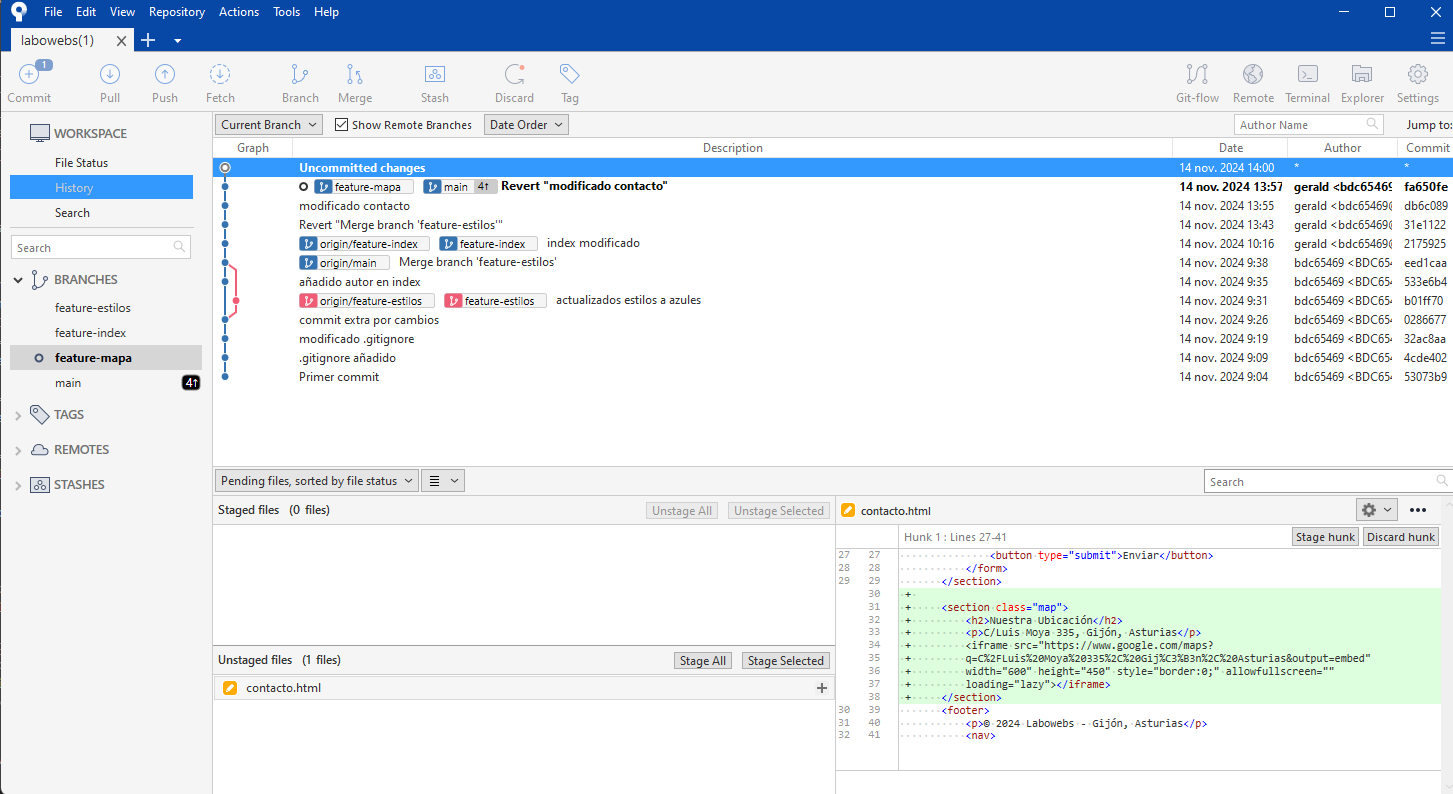 File Edit View Repository Actions Tools Help
labowebs(1)
1
Commit Pull Push Fetch Branch Merge Stash Discard Tag Git-flow Remote Terminal Explorer Settings
WORKSPACE
File Status
History
Search
Search
BRANCHES
feature-estilos
feature-index
feature-mapa
main 4↑
TAGS
REMOTES
STASHES
Current Branch Show Remote Branches Date Order Author Name Jump to:
Graph Description Date Author Commit
Uncommitted changes 14 nov. 2024 14:00 * *
feature-mapa main 4↑ Revert "modificado contacto" 14 nov. 2024 13:57 gerald <bdc65469 fa650fe
modificado contacto 14 nov. 2024 13:55 gerald <bdc65469@ db6c089
Revert "Merge branch 'feature-estilos'" 14 nov. 2024 13:43 gerald <bdc65469@ 31e1122
origin/feature-index feature-index index modificado 14 nov. 2024 10:16 gerald <bdc65469@ 2175925
origin/main Merge branch 'feature-estilos' 14 nov. 2024 9:38 bdc65469 <BDC654 eed1caa
añadido autor en index 14 nov. 2024 9:35 bdc65469 <BDC654 533e6b4
origin/feature-estilos feature-estilos actualizados estilos a azules 14 nov. 2024 9:31 bdc65469 <BDC654 b01ff70
commit extra por cambios 14 nov. 2024 9:26 bdc65469 <BDC654 0286677
modificado .gitignore 14 nov. 2024 9:19 bdc65469 <BDC654 32ac8aa
.gitignore añadido 14 nov. 2024 9:09 bdc65469 <BDC654 4cde402
Primer commit 14 nov. 2024 9:04 bdc65469 <BDC654 53073b9
Pending files, sorted by file status Search
Staged files (0 files) Unstage All Unstage Selected
Unstaged files (1 files) Stage All Stage Selected
contacto.html +
contacto.html
Hunk 1 : Lines 27-41 Stage hunk Discard hunk
27 27 <button type="submit">Enviar</button>
28 28 </form>
29 29 </section>
30 +
31 + <section class="map">
32 + <h2>Nuestra Ubicación</h2>
33 + <p>C/Luis Moya 335, Gijón, Asturias</p>
34 + <iframe src="https://www.google.com/maps?
35 + q=C%2FLuis%20Moya%20335%2C%20Gij%C3%B3n%2C%20Asturias&output=embed"
36 + width="600" height="450" style="border:0;" allowfullscreen=""
37 + loading="lazy"></iframe>
38 + </section>
30 39 <footer>
31 40 <p>© 2024 Labowebs - Gijón, Asturias</p>
32 41 <nav>